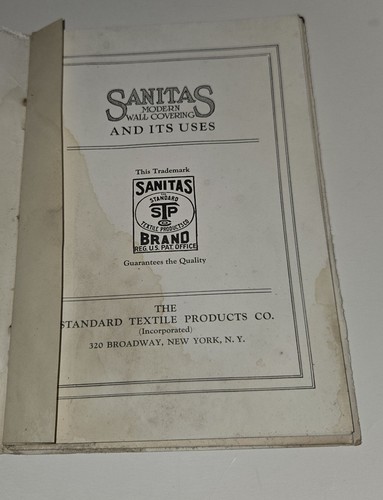 SANITAS
MODERN
WALL COVERING
AND ITS USES
This Trademark
SANITAS
THE
STANDARD
STP
CO
TEXTILE PRODUCTS
BRAND
REG. U.S. PAT. OFFICE
Guarantees the Quality
THE
STANDARD TEXTILE PRODUCTS CO.
(Incorporated)
320 BROADWAY, NEW YORK, N. Y.